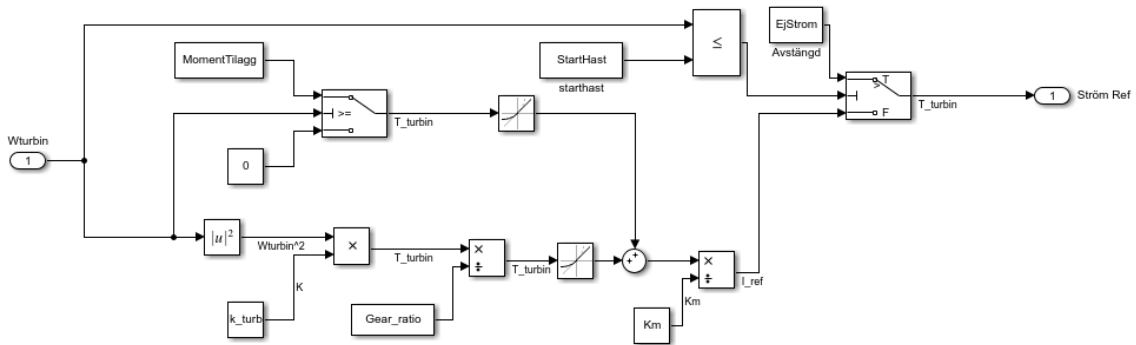 EjStrom
Avstängd
≤
MomentTilagg
StartHast
starthast
T
>
F
T_turbin
1
Ström Ref
>=
T_turbin
Wturbin
1
0
|u|²
Wturbin^2
×
T_turbin
×
÷
T_turbin
+
+
×
÷
I_ref
K
Km
k_turb
Gear_ratio
Km